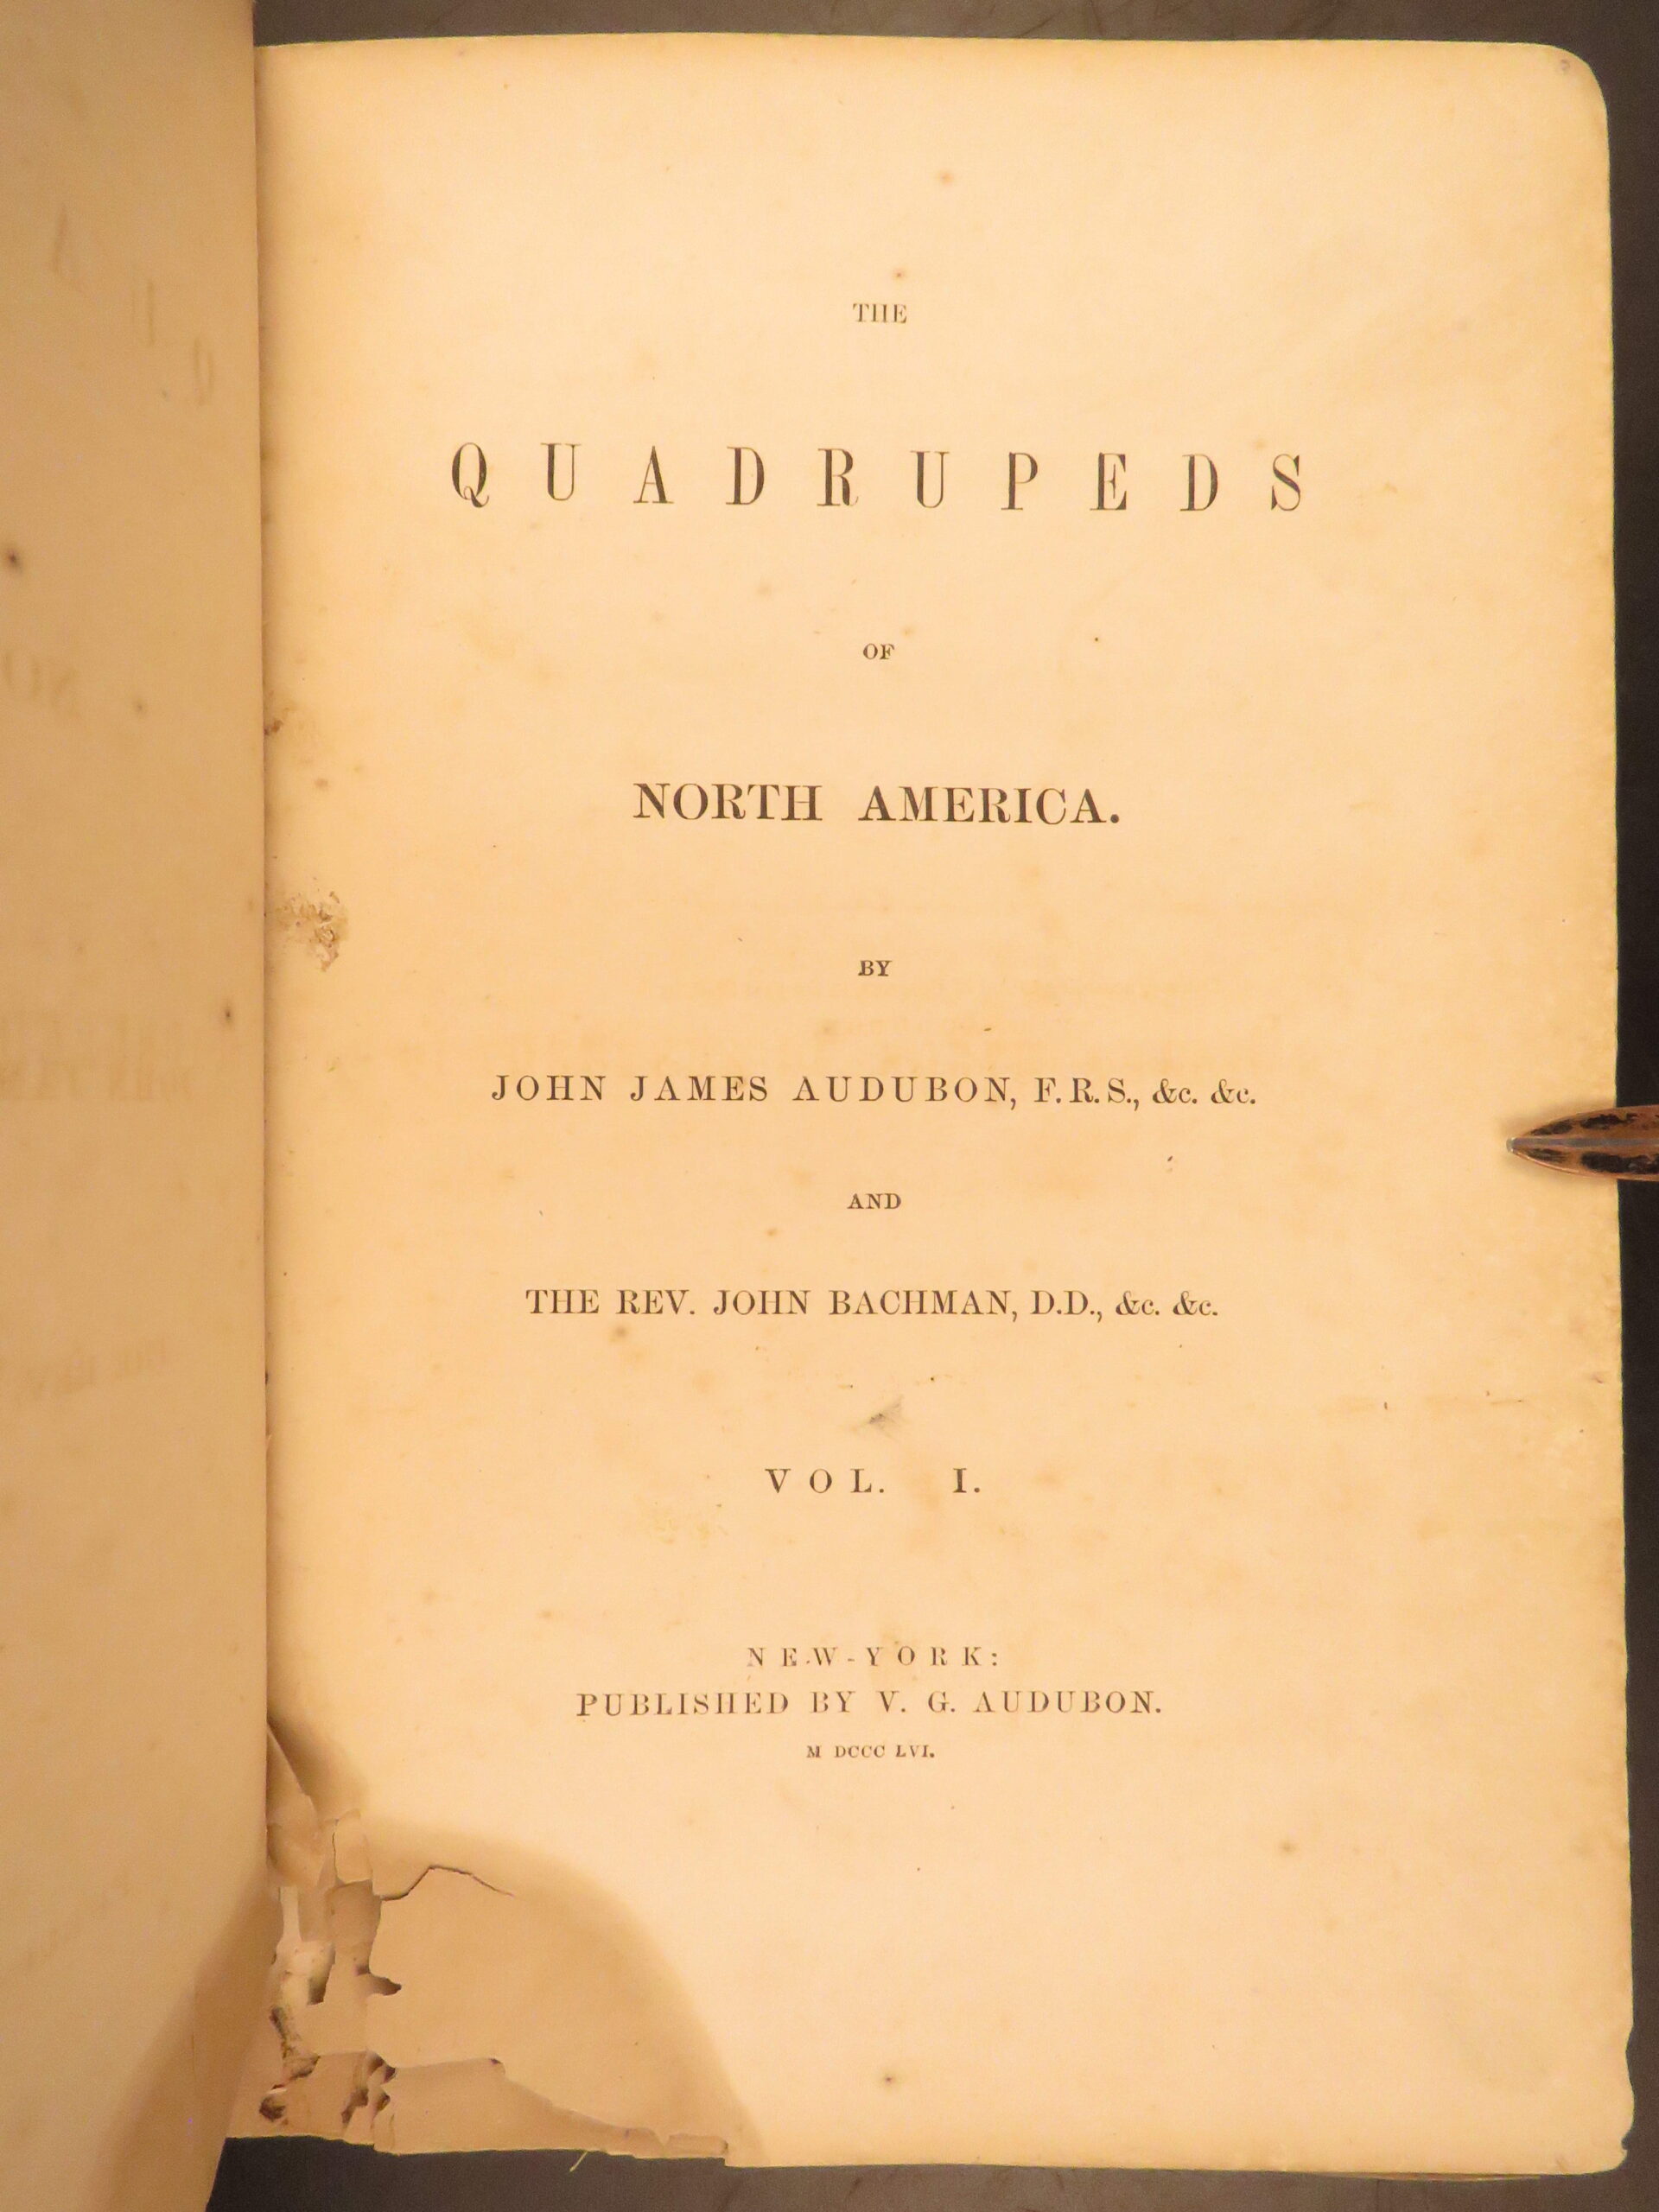 THE
QUADRUPEDS
OF
NORTH AMERICA.
BY
JOHN JAMES AUDUBON, F.R.S., &c. &c.
AND
THE REV. JOHN BACHMAN, D.D., &c. &c.
VOL. I.
NEW-YORK:
PUBLISHED BY V. G. AUDUBON.
M DCCC LVI.